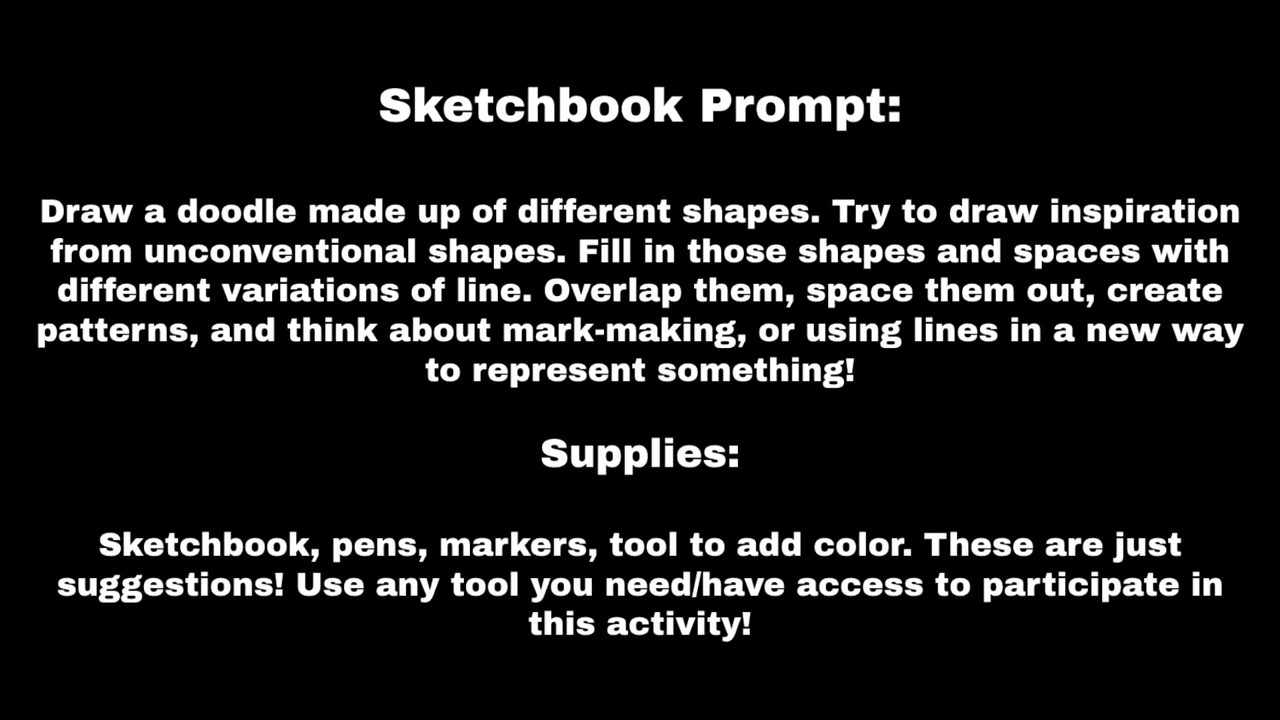 Sketchbook Prompt:
Draw a doodle made up of different shapes. Try to draw inspiration
from unconventional shapes. Fill in those shapes and spaces with
different variations of line. Overlap them, space them out, create
patterns, and think about mark-making, or using lines in a new way
to represent something!
Supplies:
Sketchbook, pens, markers, tool to add color. These are just
suggestions! Use any tool you need/have access to participate in
this activity!